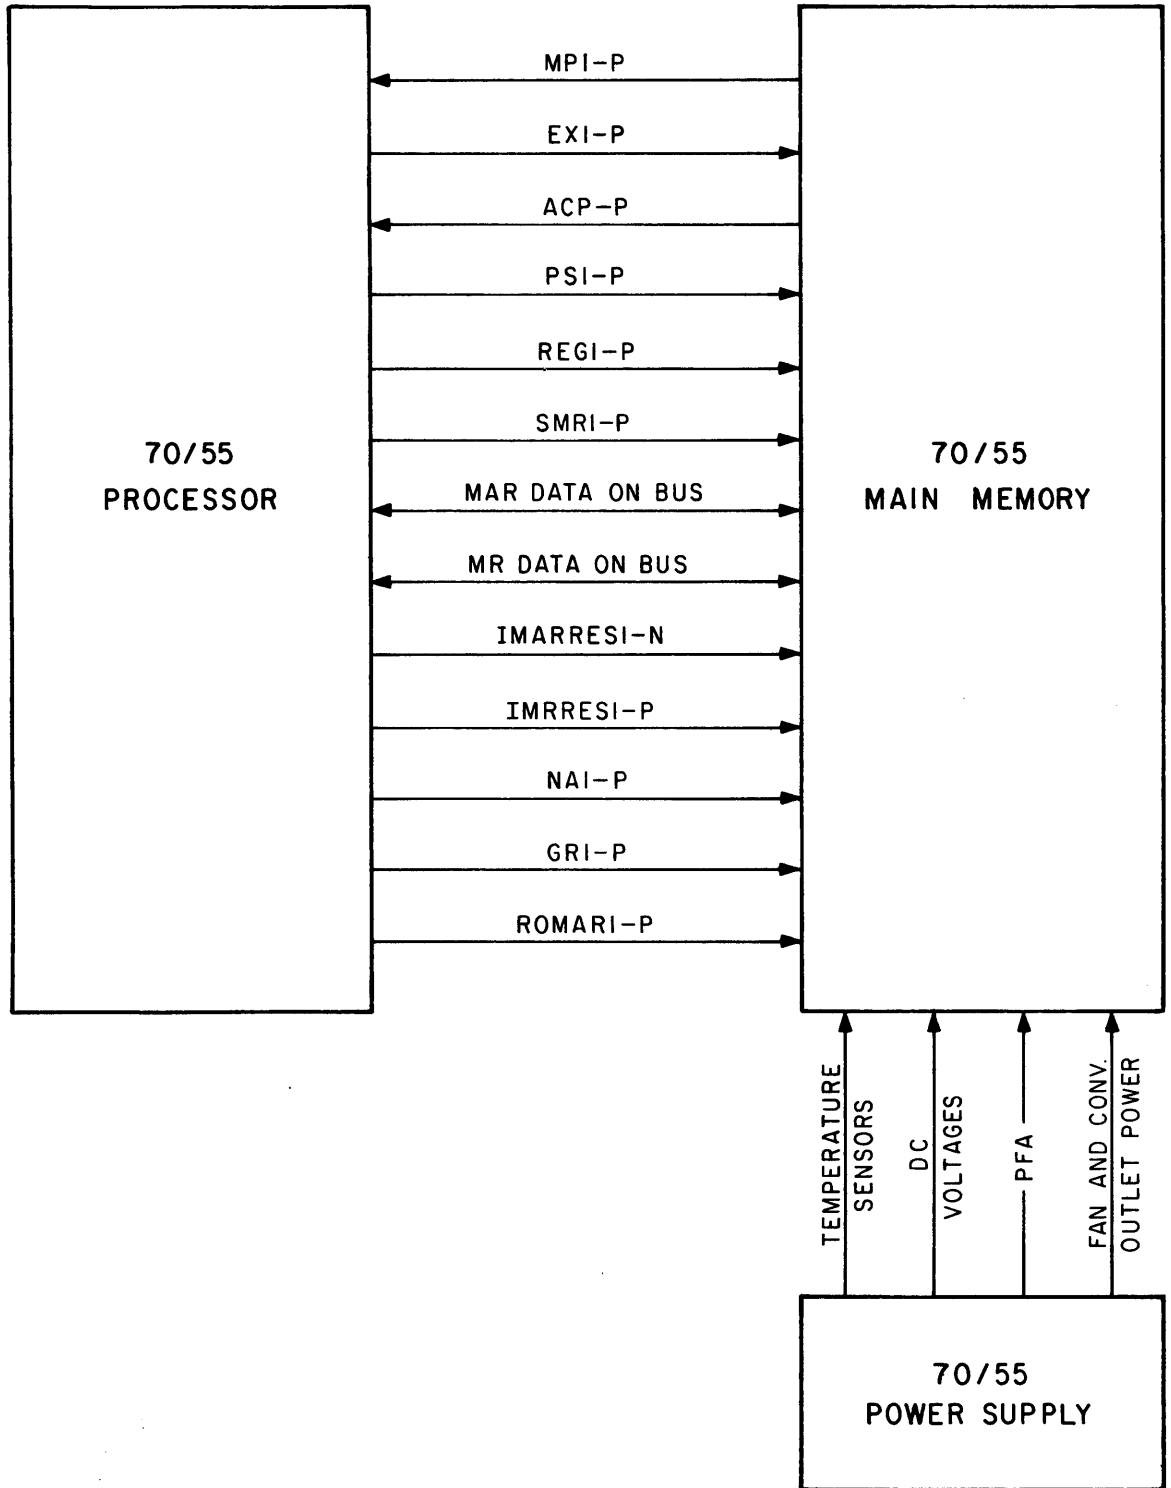 MPI-P
EXI-P
ACP-P
PSI-P
REGI-P
SMRI-P
70/55
PROCESSOR
70/55
MAIN MEMORY
MAR DATA ON BUS
MR DATA ON BUS
IMARRESI-N
IMRRESI-P
NAI-P
GRI-P
ROMARI-P
TEMPERATURE
SENSORS
DC
VOLTAGES
PFA
FAN AND CONV.
OUTLET POWER
70/55
POWER SUPPLY